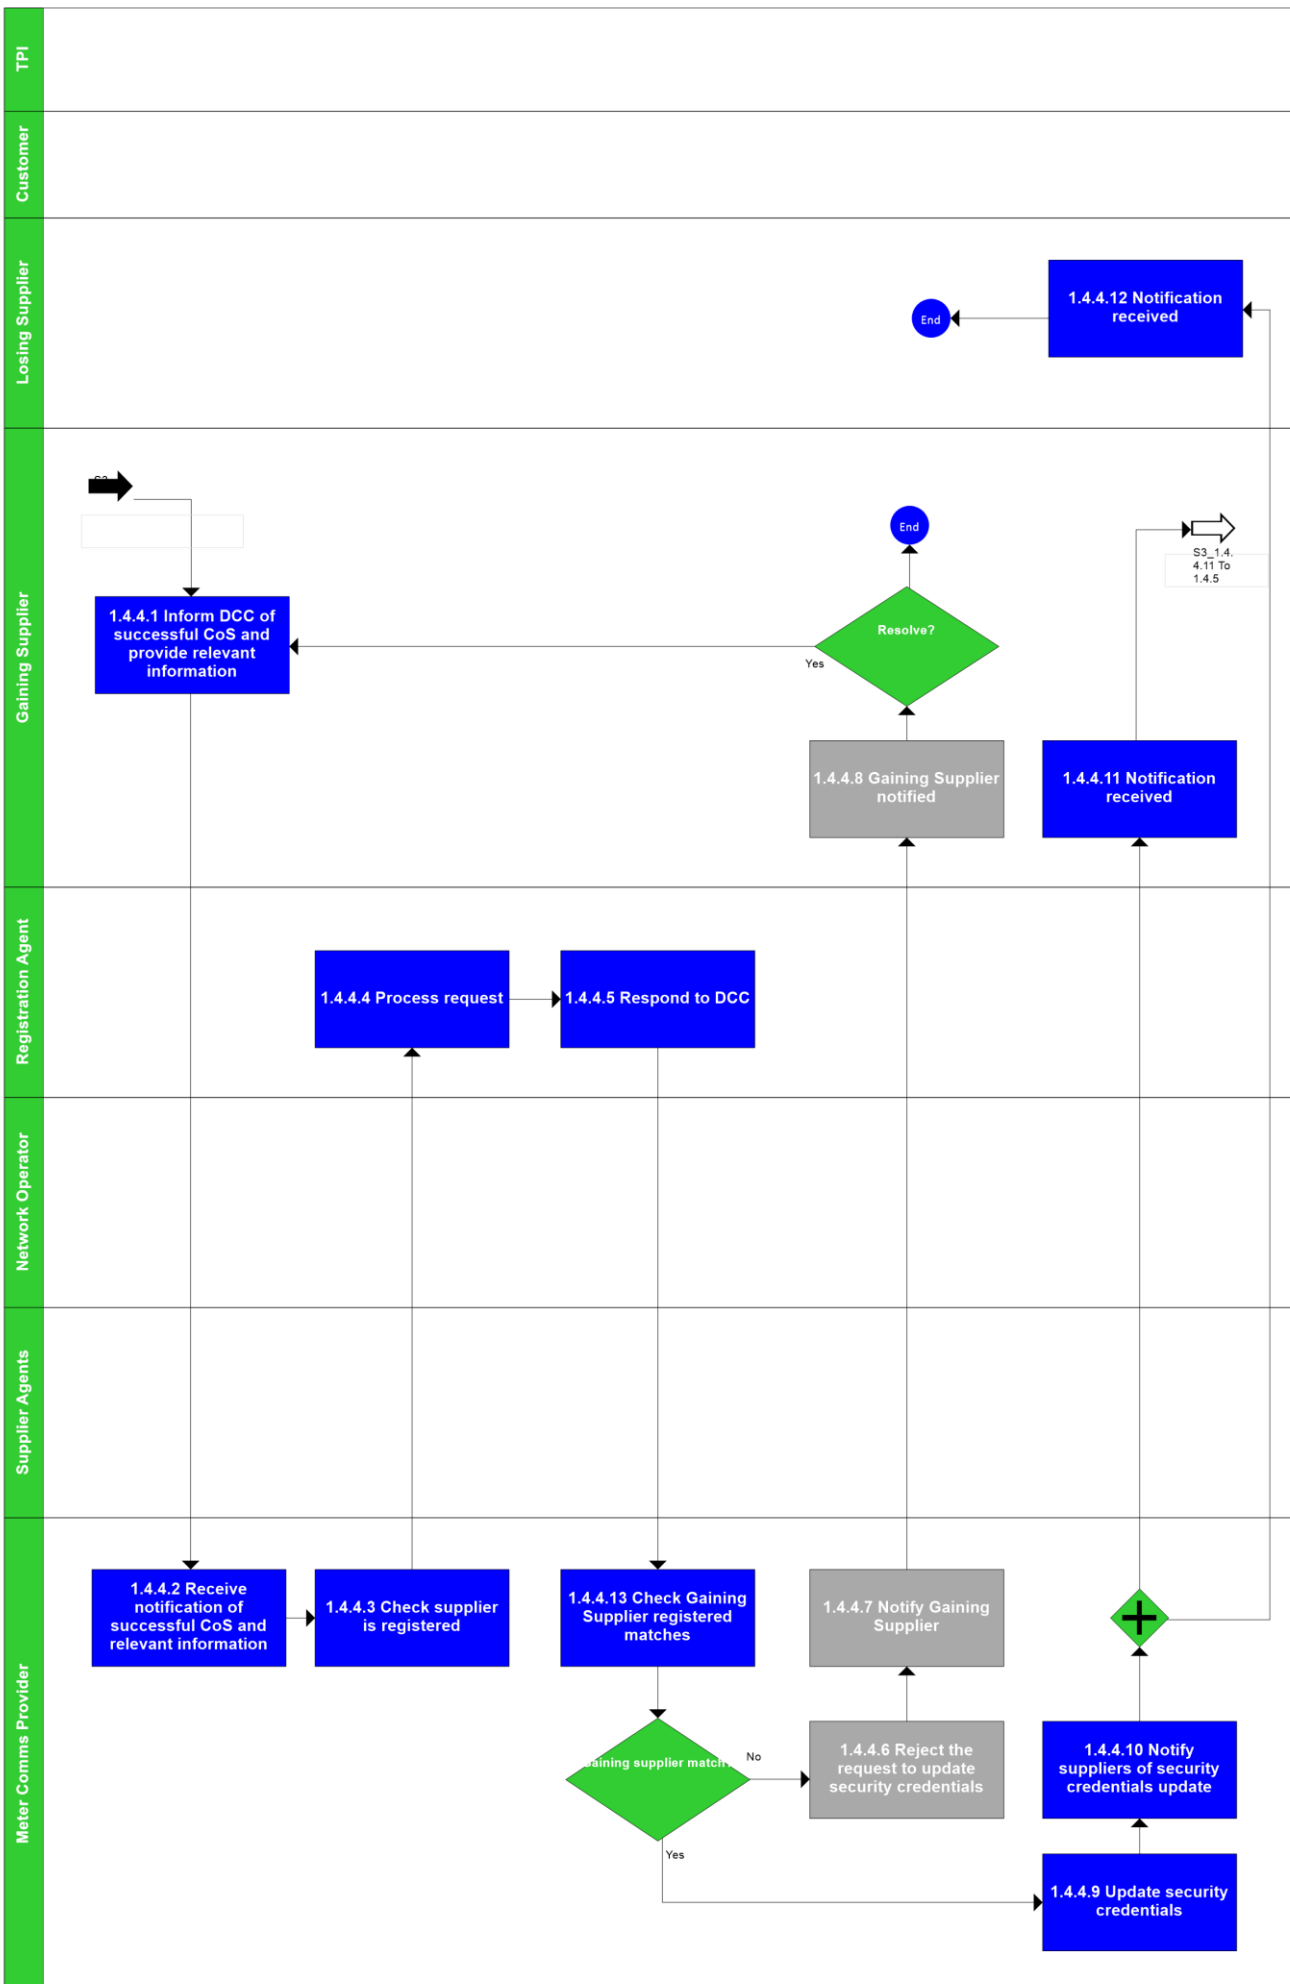 TPI
Customer
Losing Supplier
1.4.4.12 Notification
received
End
Gaining Supplier
S3
End
S3_1.4.
4.11 To
1.4.5
1.4.4.1 Inform DCC of
successful CoS and
provide relevant
information
Resolve?
Yes
1.4.4.8 Gaining Supplier
notified
1.4.4.11 Notification
received
Registration Agent
1.4.4.4 Process request
1.4.4.5 Respond to DCC
Network Operator
Supplier Agents
Meter Comms Provider
1.4.4.2 Receive
notification of
successful CoS and
relevant information
1.4.4.3 Check supplier
is registered
1.4.4.13 Check Gaining
Supplier registered
matches
1.4.4.7 Notify Gaining
Supplier
Gaining supplier match?
No
Yes
1.4.4.6 Reject the
request to update
security credentials
1.4.4.10 Notify
suppliers of security
credentials update
1.4.4.9 Update security
credentials